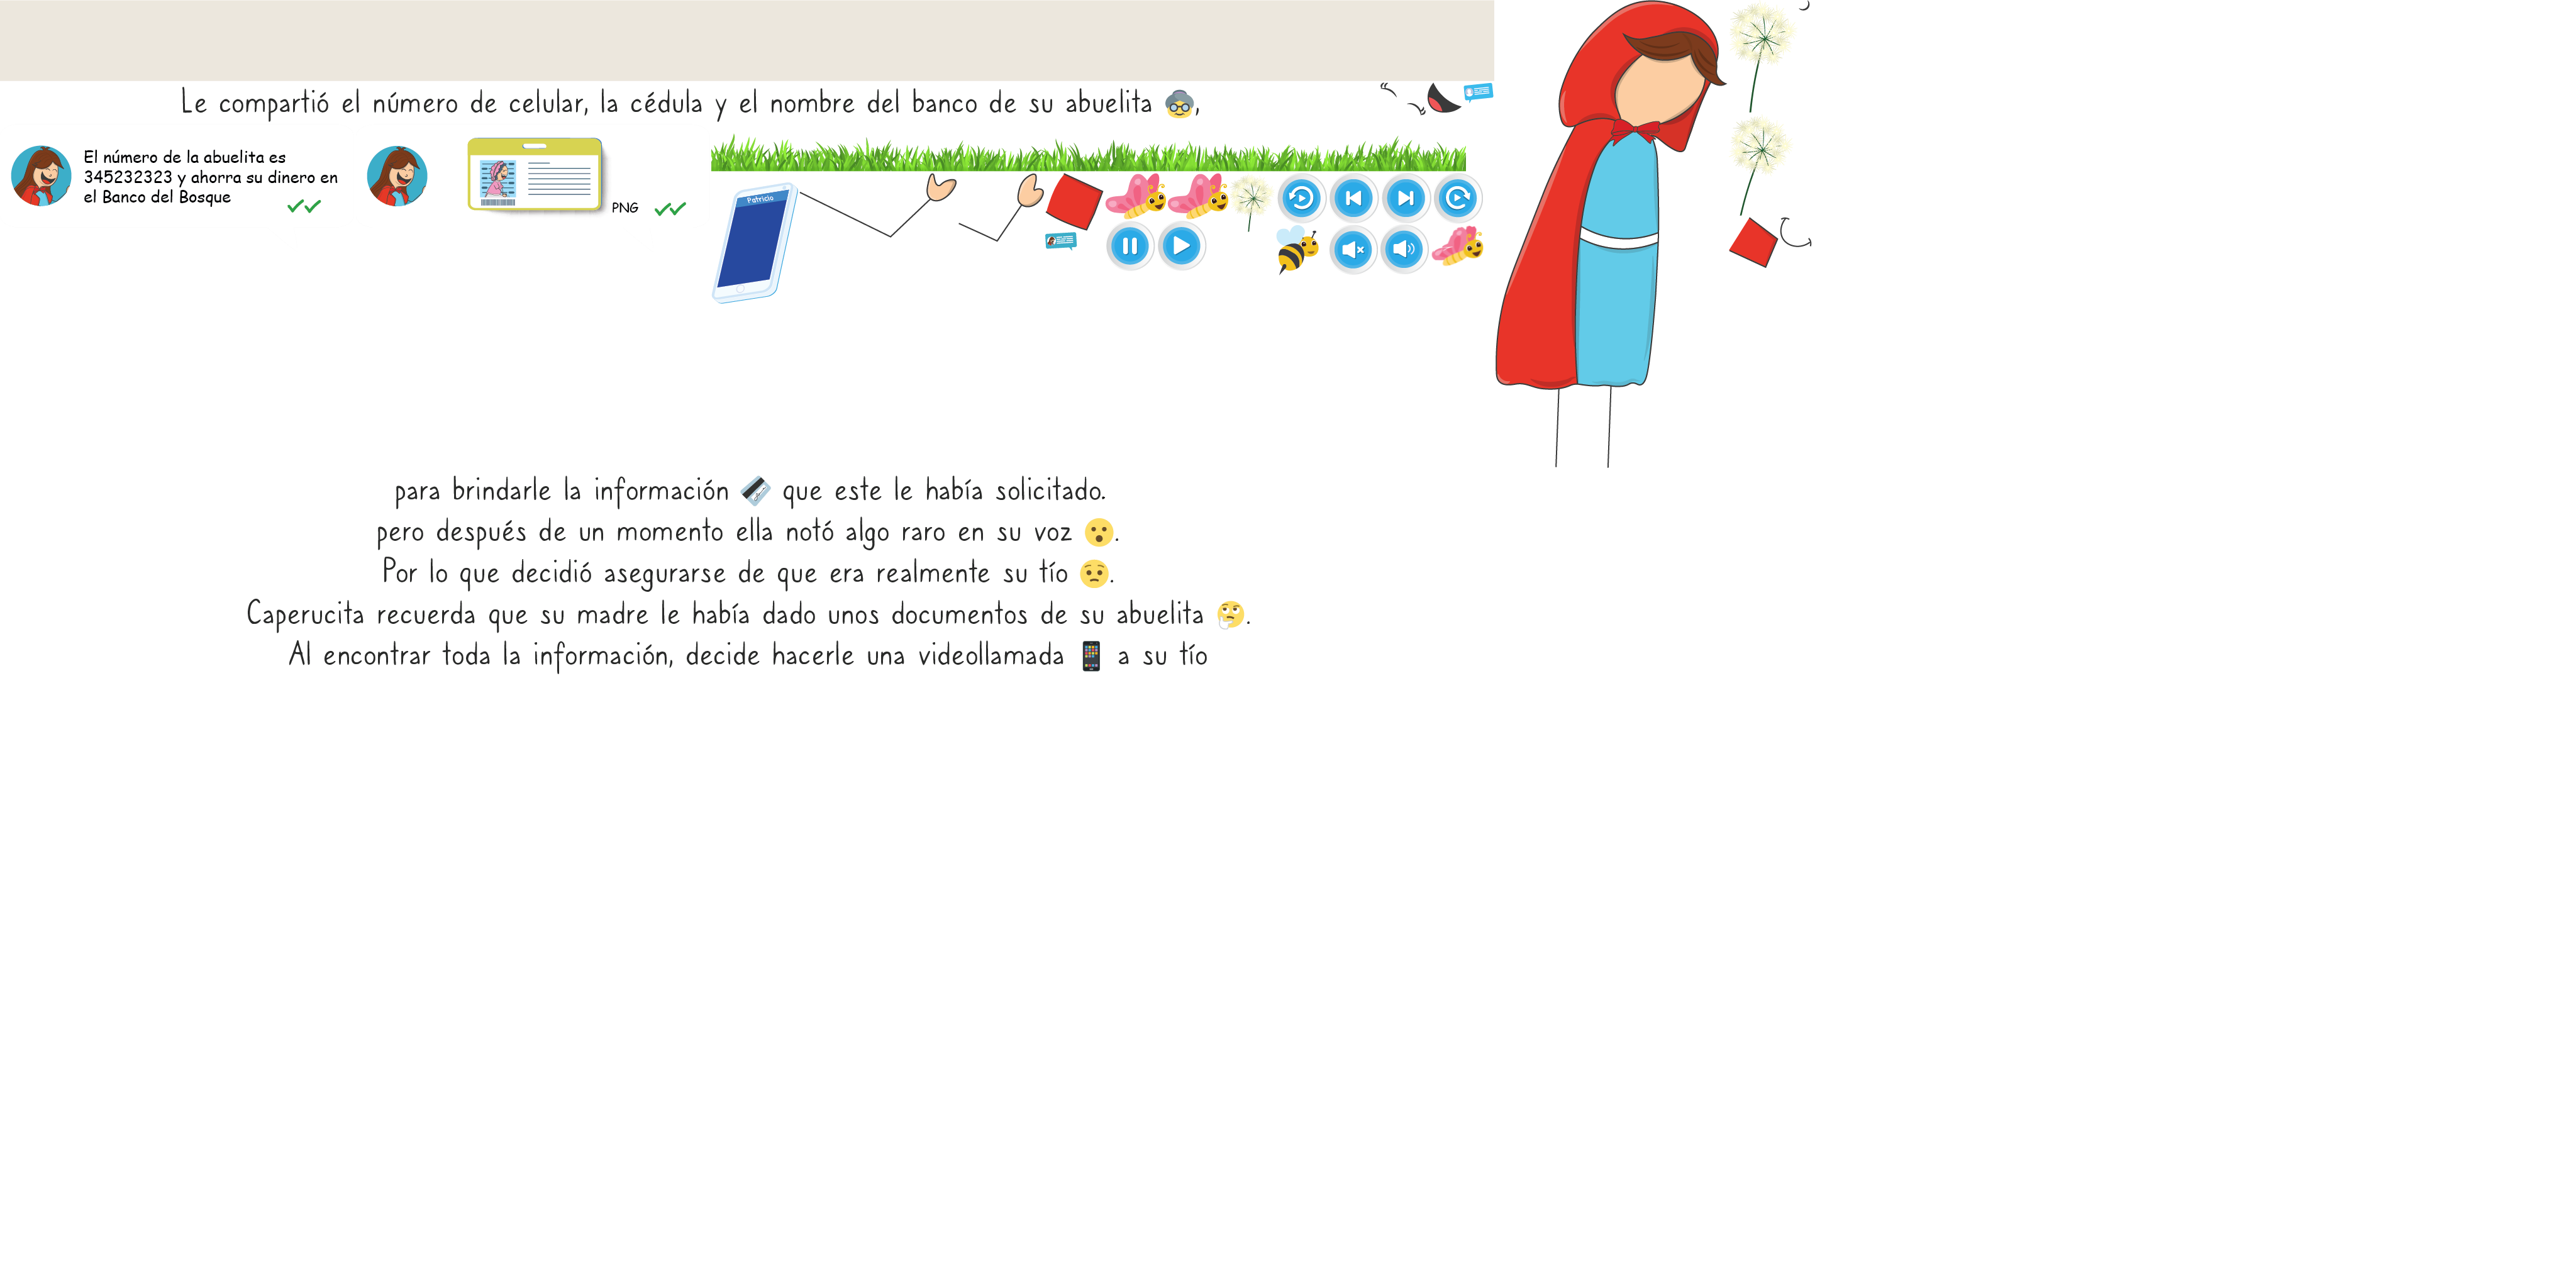 Le compartió el número de celular, la cédula y el nombre del banco de su abuelita 👵,
El número de la abuelita es
345232323 y ahorra su dinero en
el Banco del Bosque
PNG
Patricio
para brindarle la información 💳 que este le había solicitado.
pero después de un momento ella notó algo raro en su voz 😮.
Por lo que decidió asegurarse de que era realmente su tío 😟.
Caperucita recuerda que su madre le había dado unos documentos de su abuelita 🤔.
Al encontrar toda la información, decide hacerle una videollamada 📱 a su tío